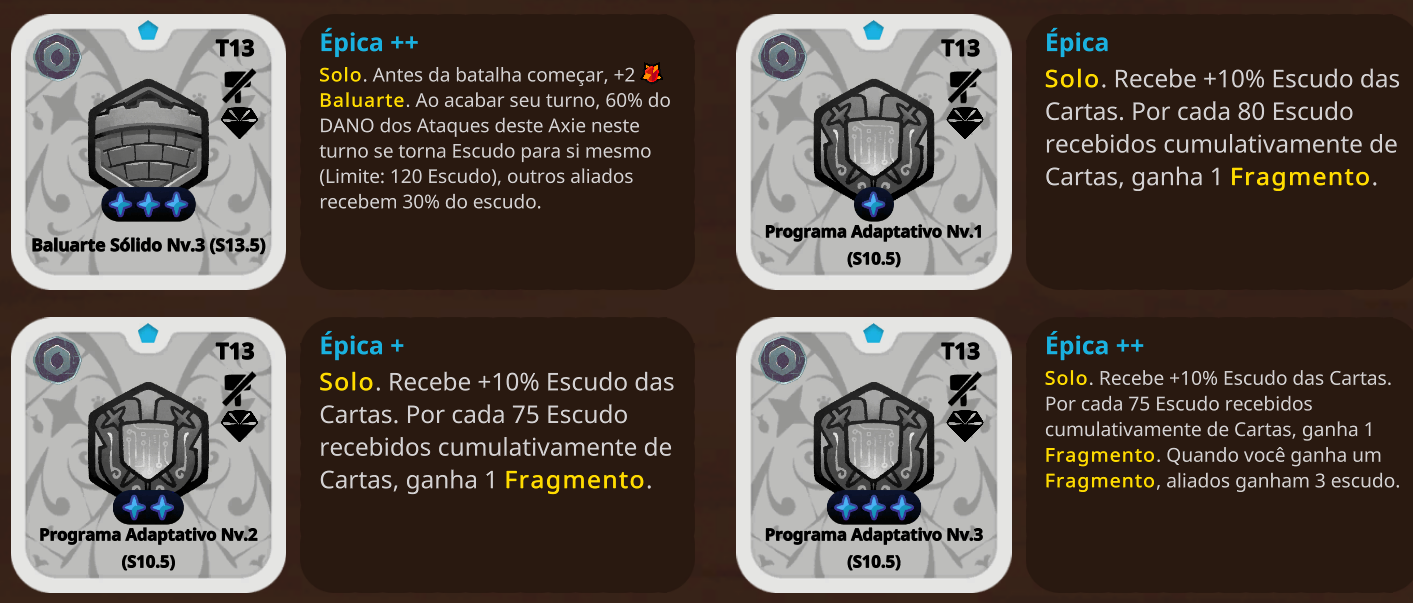 T13
Baluarte Sólido Nv.3 (S13.5)
Épica ++
Solo. Antes da batalha começar, +2
Baluarte. Ao acabar seu turno, 60% do
DANO dos Ataques deste Axie neste
turno se torna Escudo para si mesmo
(Limite: 120 Escudo), outros aliados
recebem 30% do escudo.
T13
Programa Adaptativo Nv.1
(S10.5)
Épica
Solo. Recebe +10% Escudo das
Cartas. Por cada 80 Escudo
recebidos cumulativamente de
Cartas, ganha 1 Fragmento.
T13
Programa Adaptativo Nv.2
(S10.5)
Épica +
Solo. Recebe +10% Escudo das
Cartas. Por cada 75 Escudo
recebidos cumulativamente de
Cartas, ganha 1 Fragmento.
T13
Programa Adaptativo Nv.3
(S10.5)
Épica ++
Solo. Recebe +10% Escudo das Cartas.
Por cada 75 Escudo recebidos
cumulativamente de Cartas, ganha 1
Fragmento. Quando você ganha um
Fragmento, aliados ganham 3 escudo.